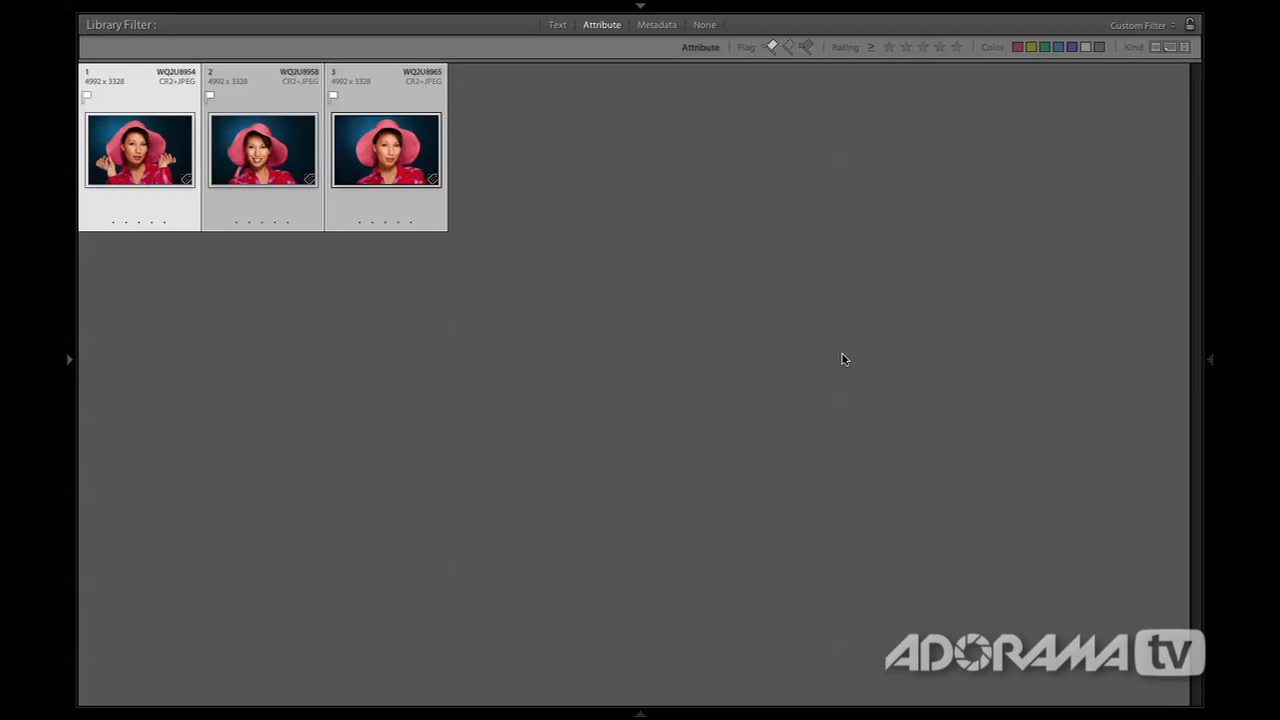 Library Filter : Text Attribute Metadata None Custom Filter
Attribute Flag Rating ≥ Color Kind
1 WQ2U8954
4992 x 3328 CR2+JPEG
2 WQ2U8958
4992 x 3328 CR2+JPEG
3 WQ2U8965
4992 x 3328 CR2+JPEG
ADORAMA tv